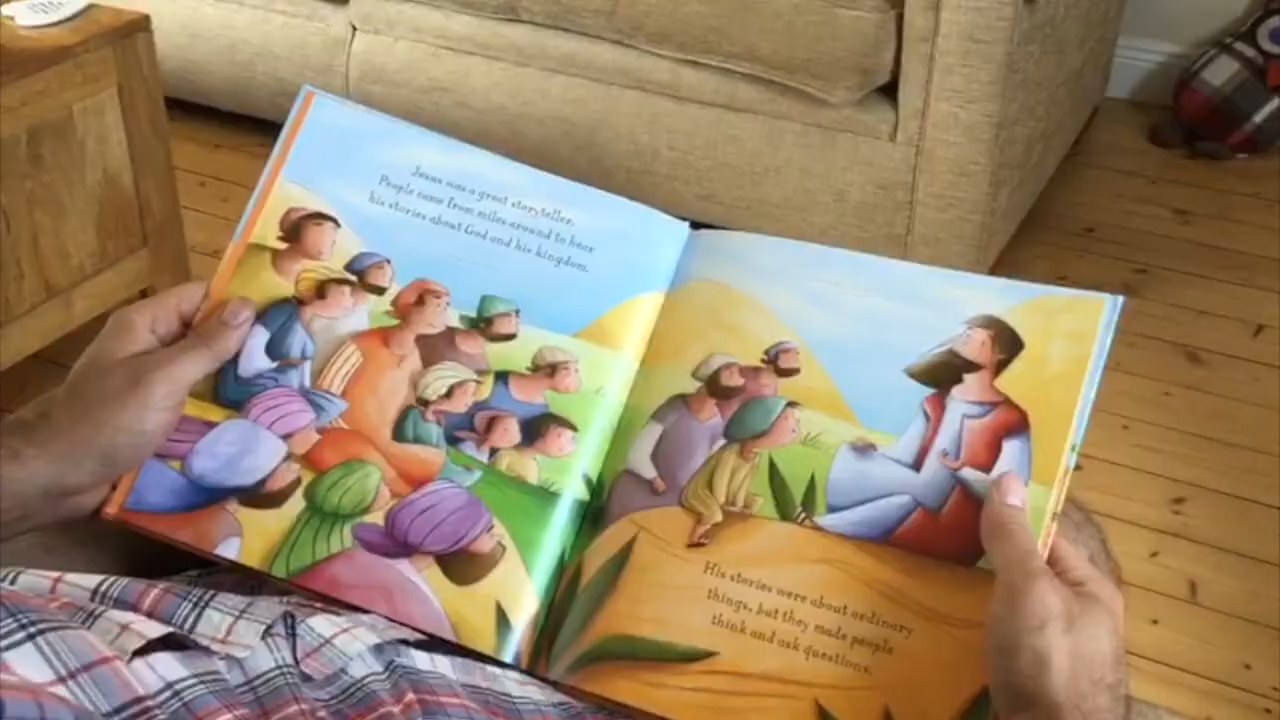 Jesus was a great storyteller.
People came from miles around to hear
his stories about God and his kingdom.
His stories were about ordinary
things, but they made people
think and ask questions.